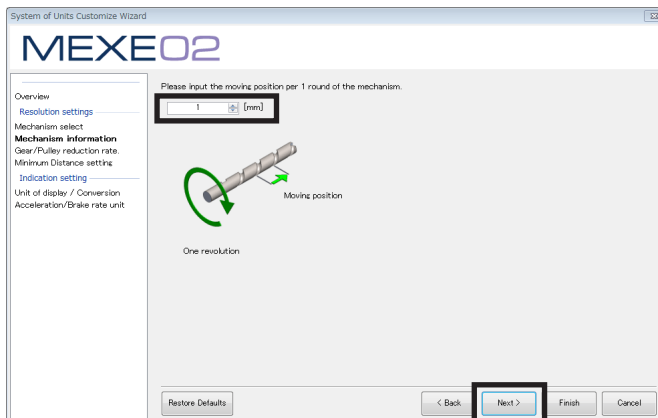 System of Units Customize Wizard
MEXE02
Overview
Resolution settings
Mechanism select
Mechanism information
Gear/Pulley reduction rate.
Minimum Distance setting
Indication setting
Unit of display / Conversion
Acceleration/Brake rate unit
Please input the moving position per 1 round of the mechanism.
1 [mm]
Moving position
One revolution
Restore Defaults
< Back
Next >
Finish
Cancel